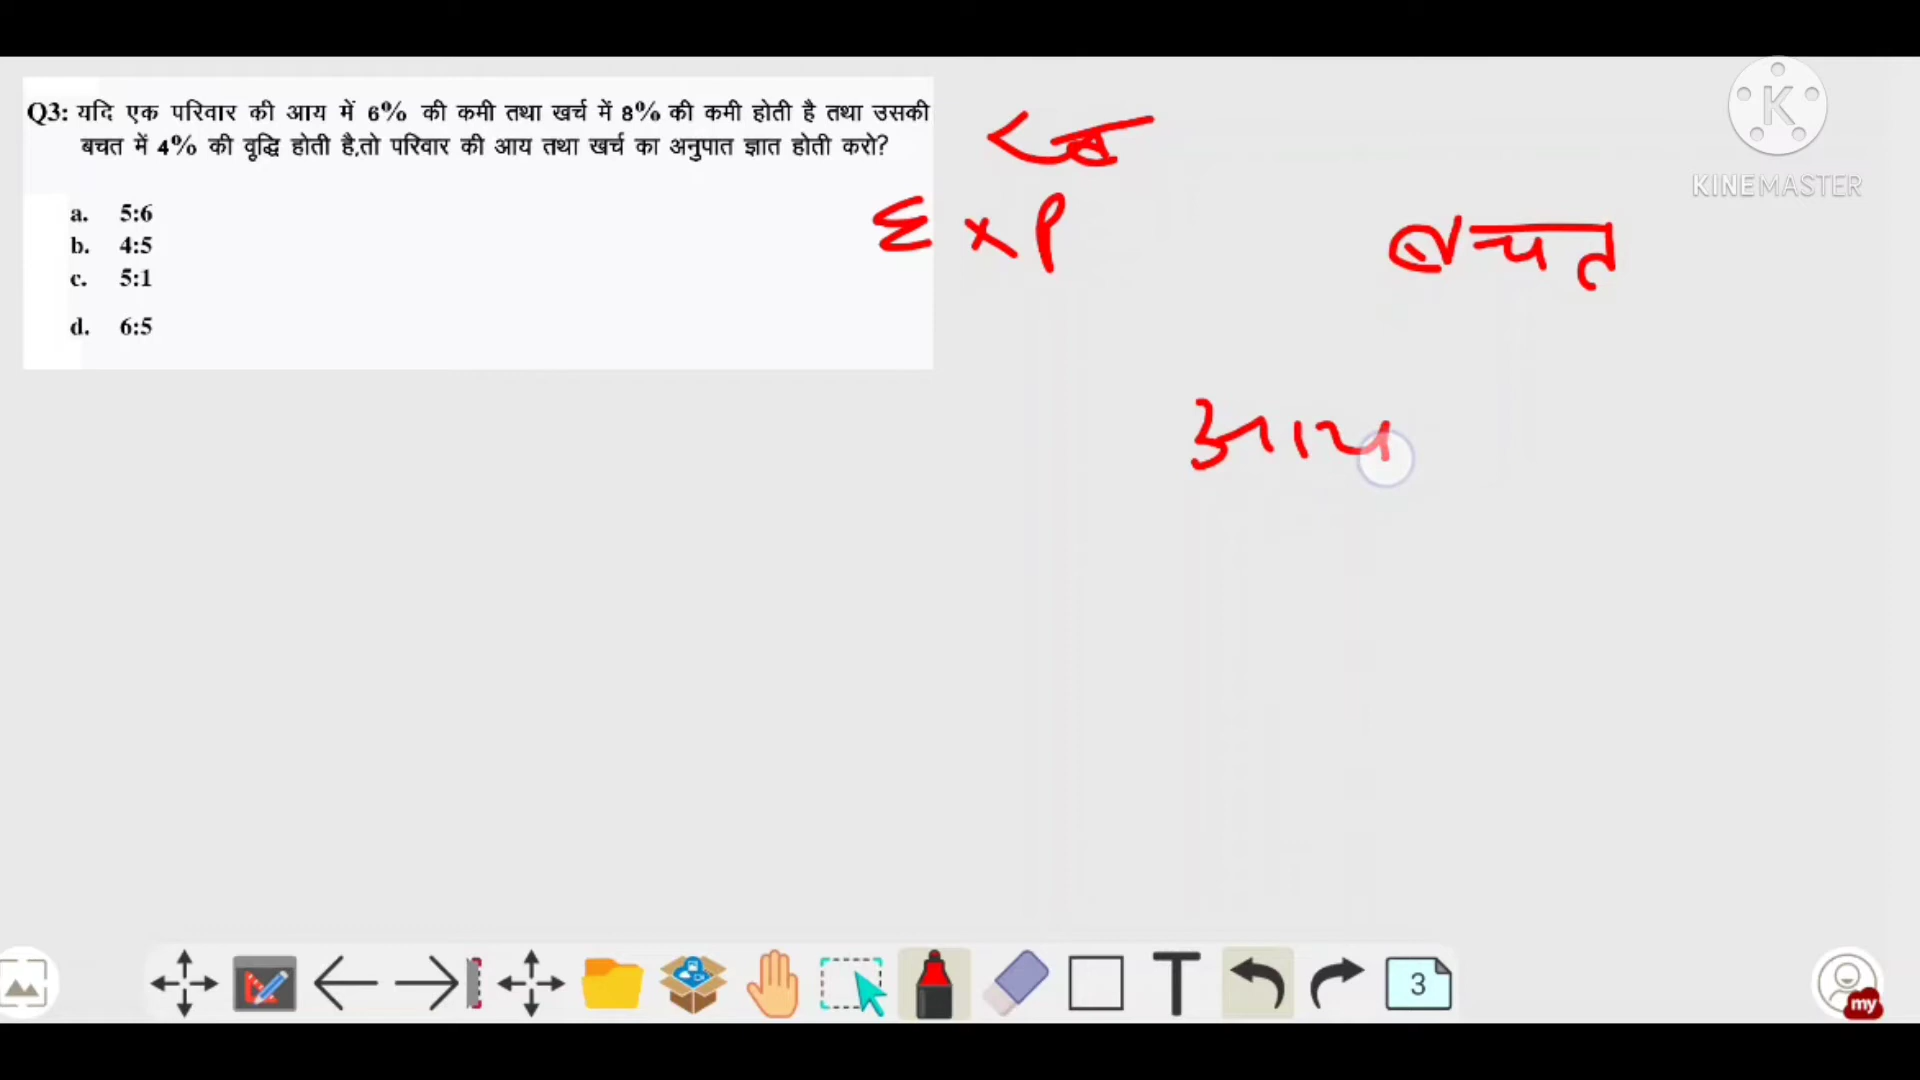 Q3: यदि एक परिवार की आय में 6% की कमी तथा खर्च में 8% की कमी होती है तथा उसकी
बचत में 4% की वृद्धि होती है,तो परिवार की आय तथा खर्च का अनुपात ज्ञात होती करो?
a. 5:6
b. 4:5
c. 5:1
d. 6:5
Exp
बचत
आय
K
KINEMASTER
3
my